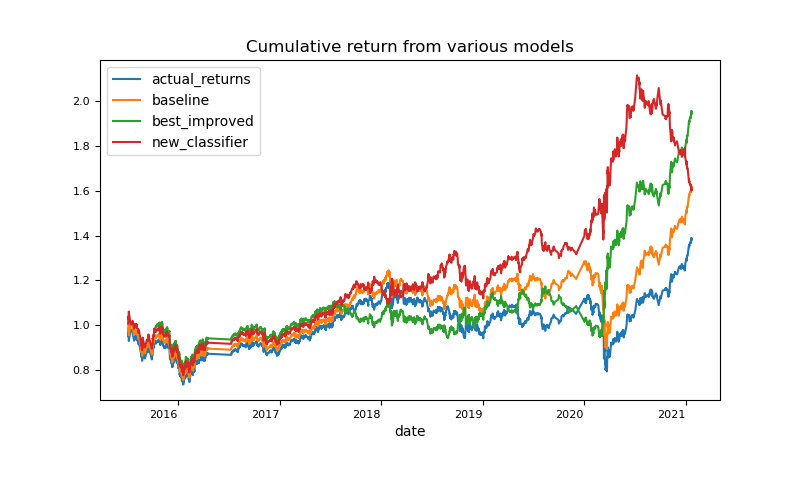 Cumulative return from various models
actual_returns
baseline
best_improved
new_classifier
2.0
1.8
1.6
1.4
1.2
1.0
0.8
2016 2017 2018 2019 2020 2021
date